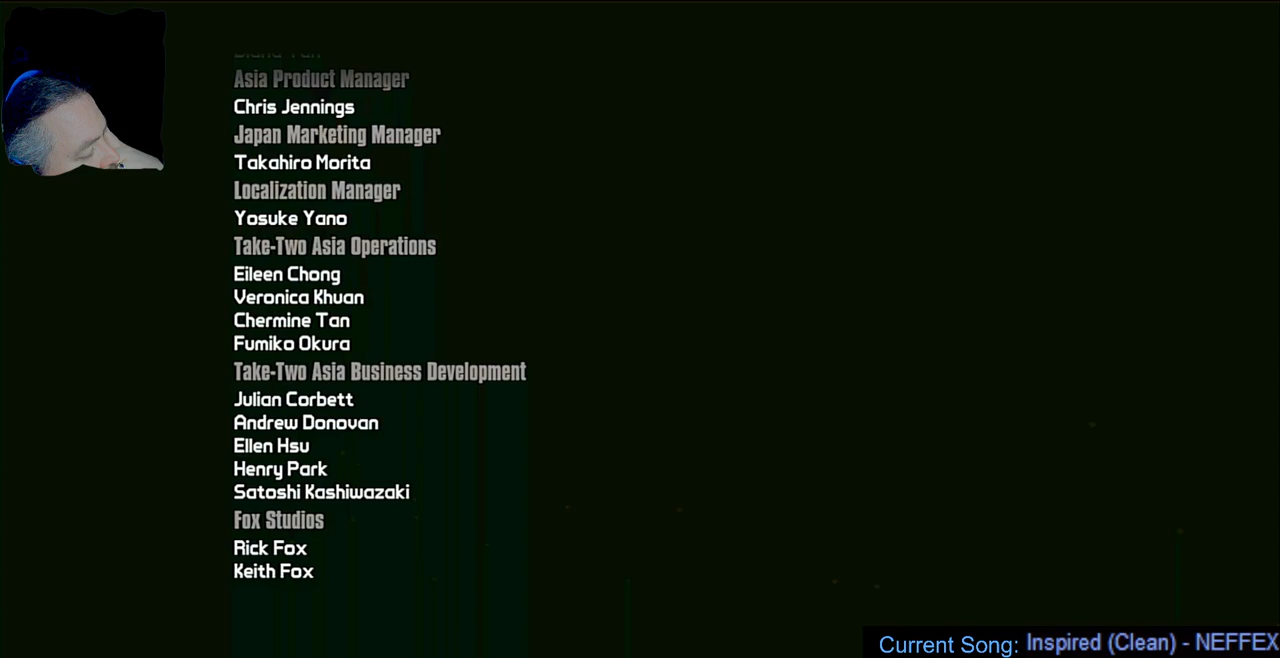 Asia Product Manager
Chris Jennings
Japan Marketing Manager
Takahiro Morita
Localization Manager
Yosuke Yano
Take-Two Asia Operations
Eileen Chong
Veronica Khuan
Chermine Tan
Fumiko Okura
Take-Two Asia Business Development
Julian Corbett
Andrew Donovan
Ellen Hsu
Henry Park
Satoshi Kashiwazaki
Fox Studios
Rick Fox
Keith Fox
Current Song: Inspired (Clean) - NEFFEX